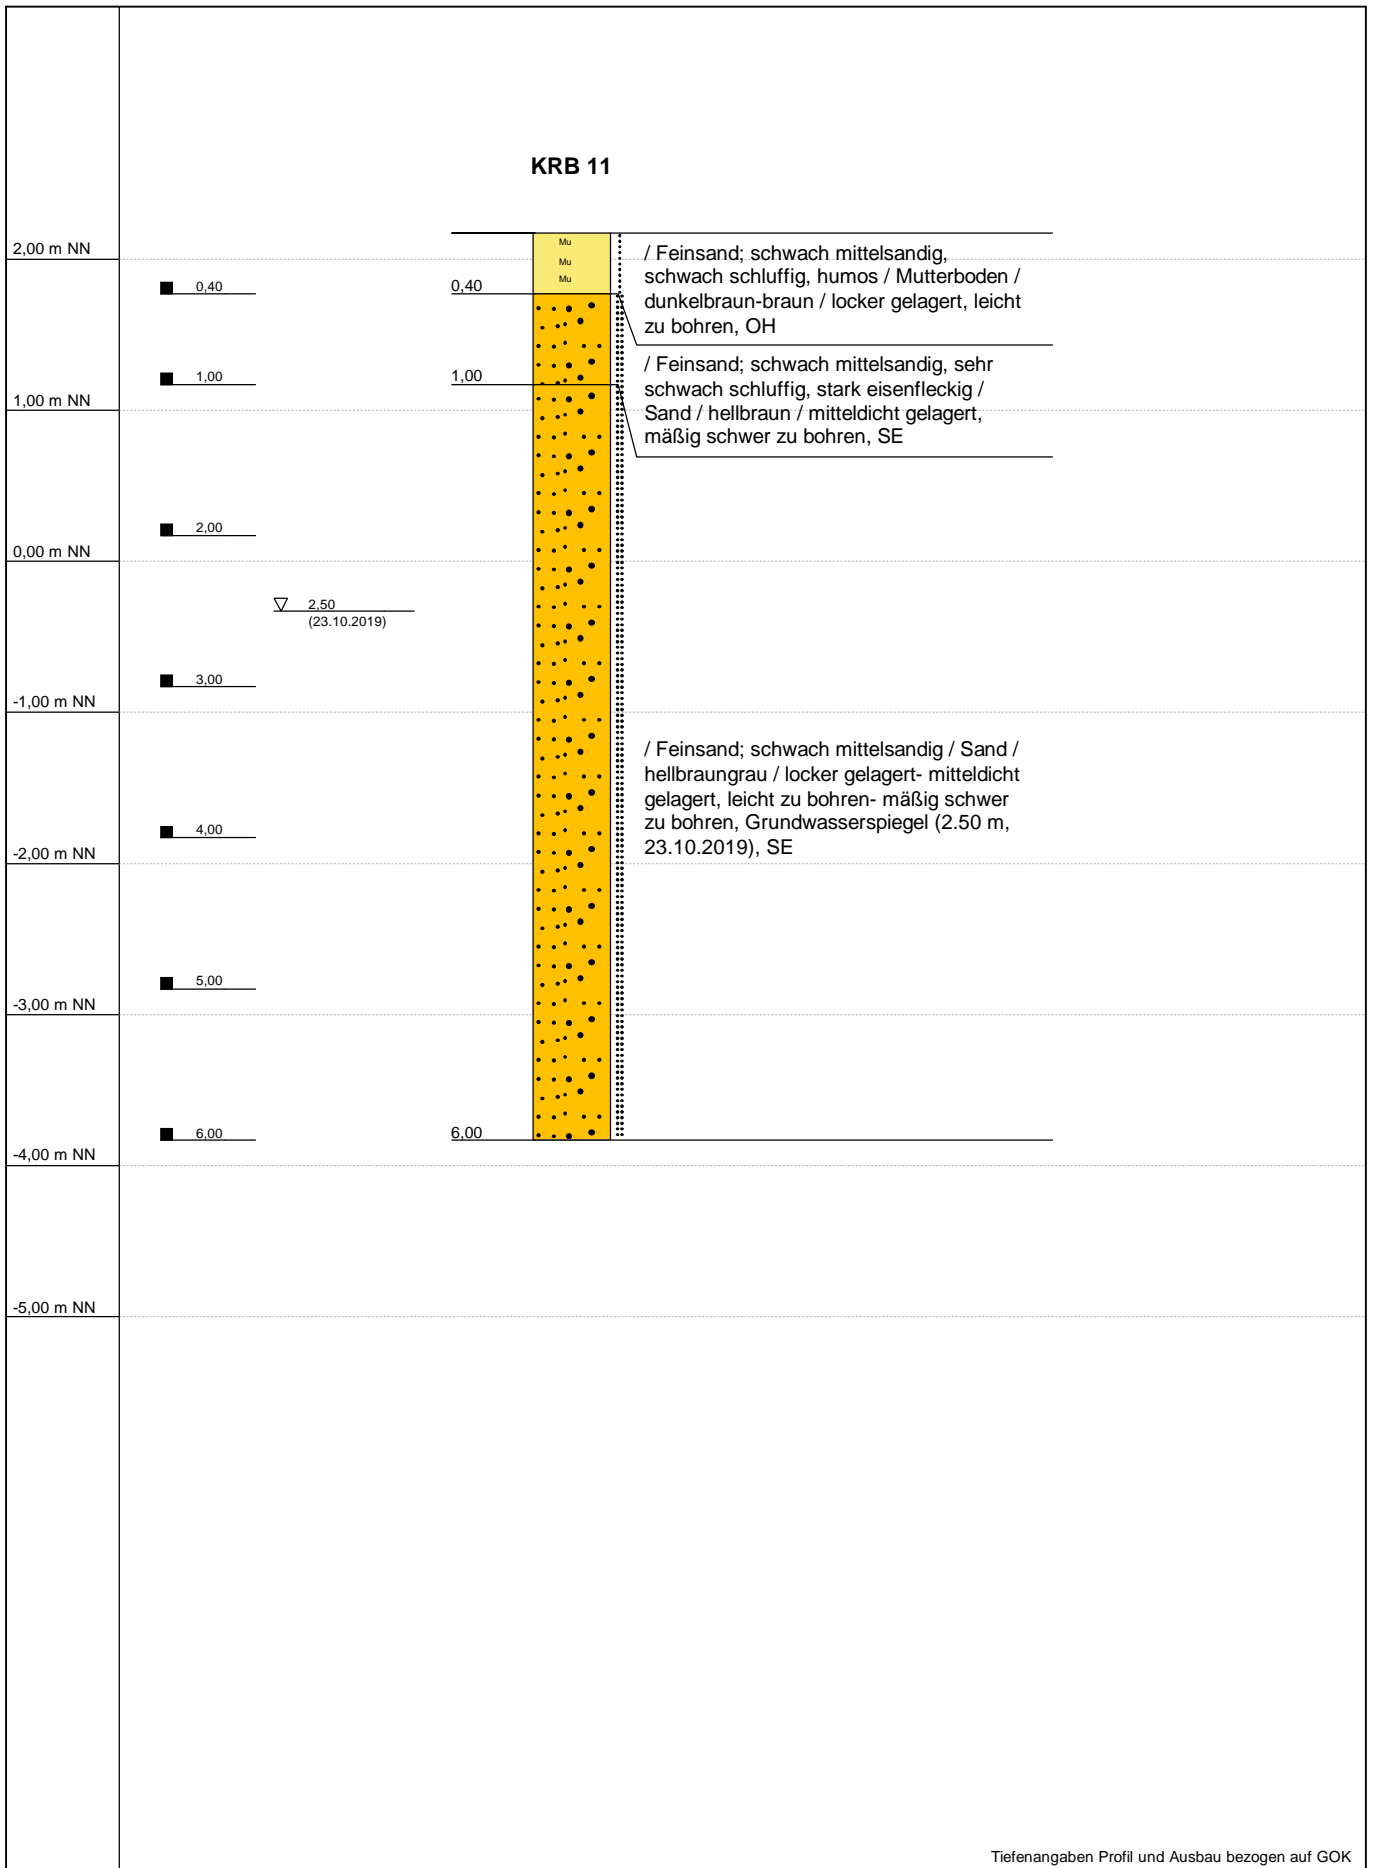 KRB 11
2,00 m NN
1,00 m NN
0,00 m NN
-1,00 m NN
-2,00 m NN
-3,00 m NN
-4,00 m NN
-5,00 m NN
0,40
1,00
2,00
3,00
4,00
5,00
6,00
2,50
(23.10.2019)
0,40
1,00
6,00
Mu
Mu
Mu
/ Feinsand; schwach mittelsandig,
schwach schluffig, humos / Mutterboden /
dunkelbraun-braun / locker gelagert, leicht
zu bohren, OH
/ Feinsand; schwach mittelsandig, sehr
schwach schluffig, stark eisenfleckig /
Sand / hellbraun / mitteldicht gelagert,
mäßig schwer zu bohren, SE
/ Feinsand; schwach mittelsandig / Sand /
hellbraungrau / locker gelagert- mitteldicht
gelagert, leicht zu bohren- mäßig schwer
zu bohren, Grundwasserspiegel (2.50 m,
23.10.2019), SE
Tiefenangaben Profil und Ausbau bezogen auf GOK